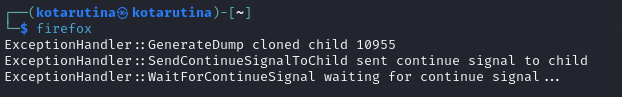 ┌──(kotarutina㉿kotarutina)-[~]
└─$ firefox
ExceptionHandler::GenerateDump cloned child 10955
ExceptionHandler::SendContinueSignalToChild sent continue signal to child
ExceptionHandler::WaitForContinueSignal waiting for continue signal...